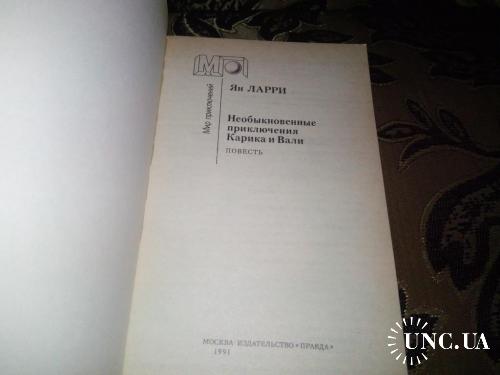 МП
Мир приключений
Ян ЛАРРИ
Необыкновенные
приключения
Карика и Вали
ПОВЕСТЬ
МОСКВА ИЗДАТЕЛЬСТВО «ПРАВДА»
1991
UNC.UA